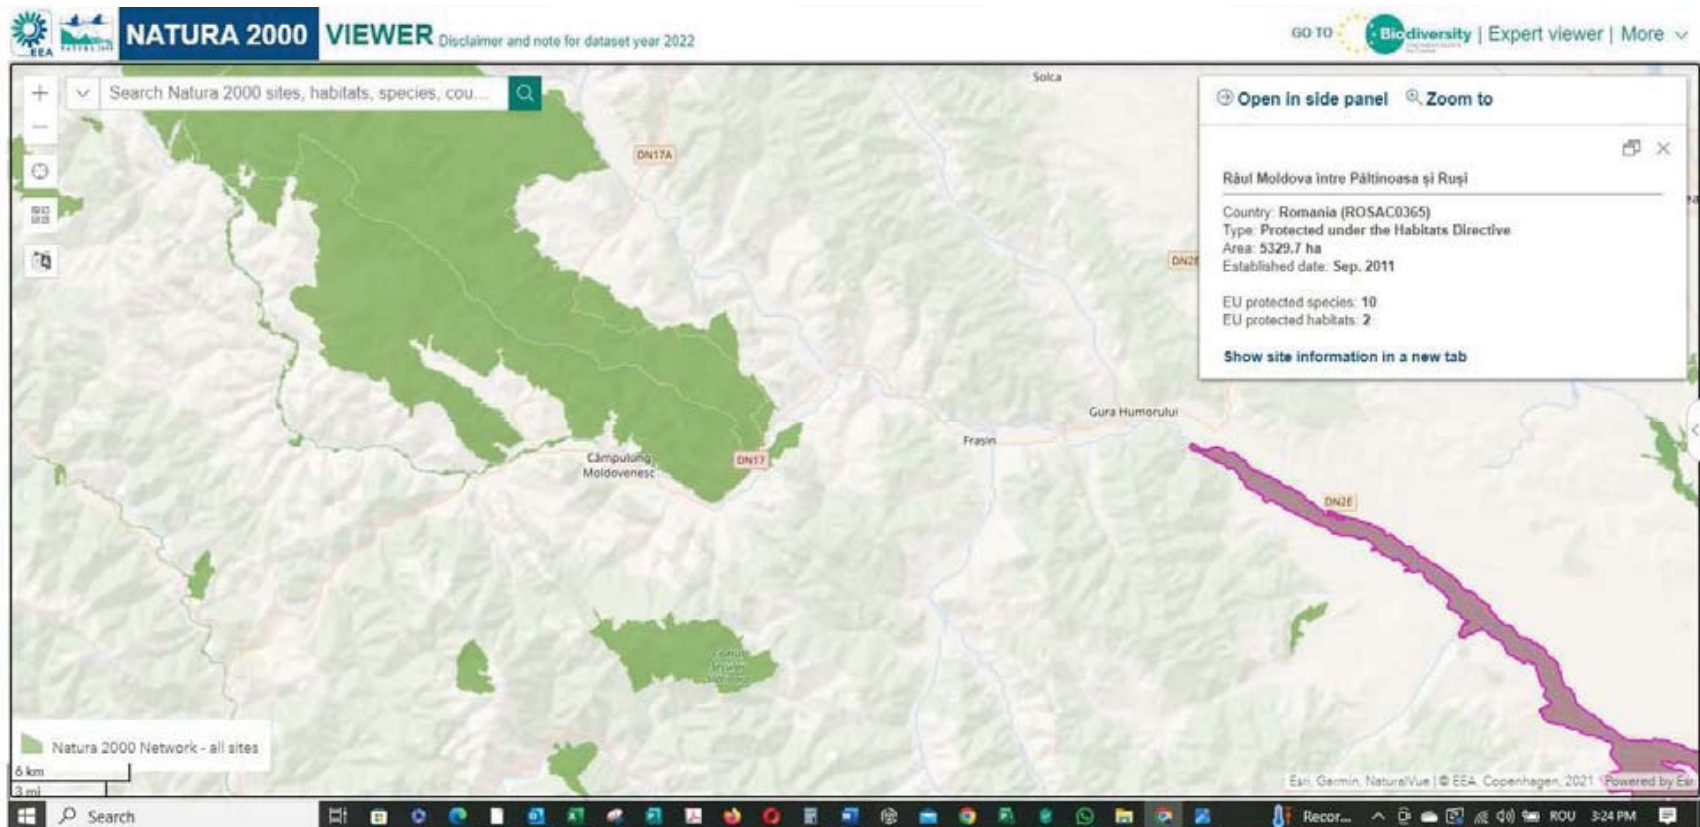 EEA
NATURA 2000 VIEWER Disclaimer and note for dataset year 2022
GO TO Biodiversity | Expert viewer | More
Search Natura 2000 sites, habitats, species, cou...
Solca
DN17A
Open in side panel Zoom to
Râul Moldova între Păltinoasa și Ruși
Country: Romania (ROSAC0365)
Type: Protected under the Habitats Directive
Area: 5329.7 ha
Established date: Sep. 2011
EU protected species: 10
EU protected habitats: 2
Show site information in a new tab
Gura Humorului
Frasin
Câmpulung
Moldovenesc
DN17
DN2E
Natura 2000 Network - all sites
6 km
3 mi
Esri, Garmin, NaturalVue | © EEA, Copenhagen, 2021
Powered by Esri
Search
Recor...
ROU
3:24 PM